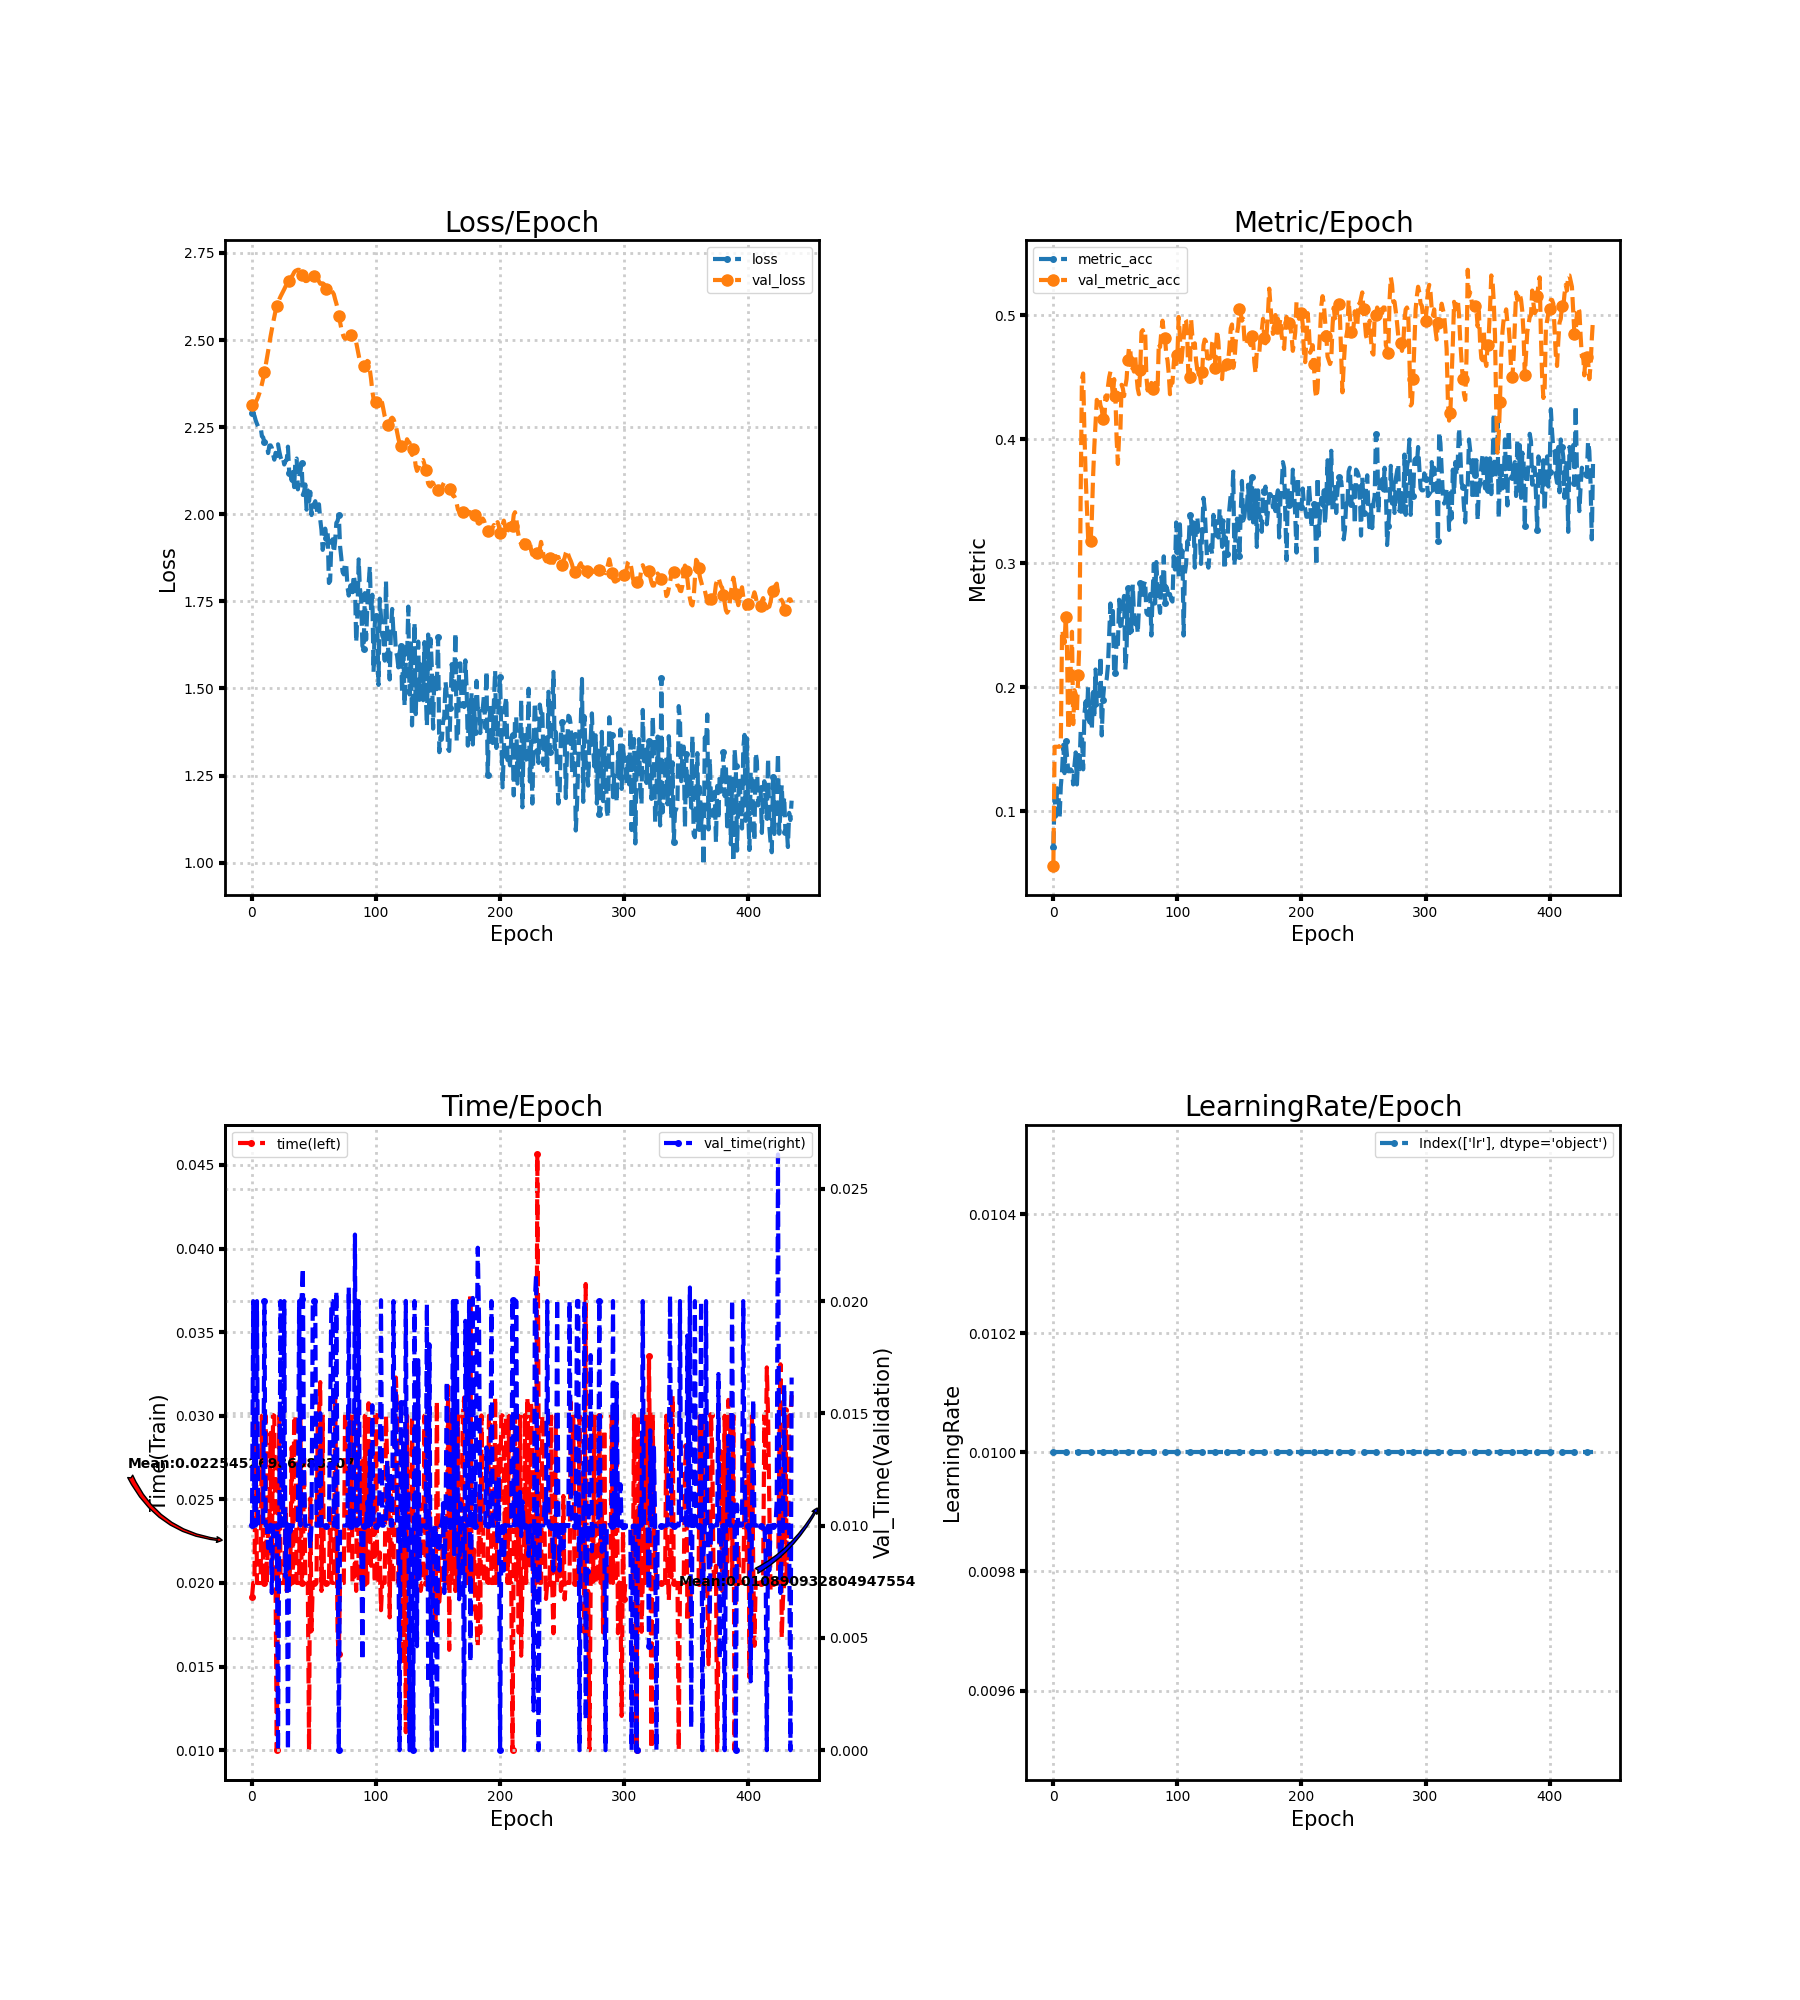 Loss/Epoch
2.75
2.50
2.25
2.00
1.75
1.50
1.25
1.00
Loss
loss
val_loss
0 100 200 300 400
Epoch
Metric/Epoch
0.5
0.4
0.3
0.2
0.1
Metric
metric_acc
val_metric_acc
0 100 200 300 400
Epoch
Time/Epoch
0.045
0.040
0.035
0.030
0.025
0.020
0.015
0.010
Time(Train)
time(left)
val_time(right)
0.025
0.020
0.015
0.010
0.005
0.000
Val_Time(Validation)
Mean:0.010890932804947554
0 100 200 300 400
Epoch
LearningRate/Epoch
0.0104
0.0102
0.0100
0.0098
0.0096
LearningRate
Index(['lr'], dtype='object')
0 100 200 300 400
Epoch